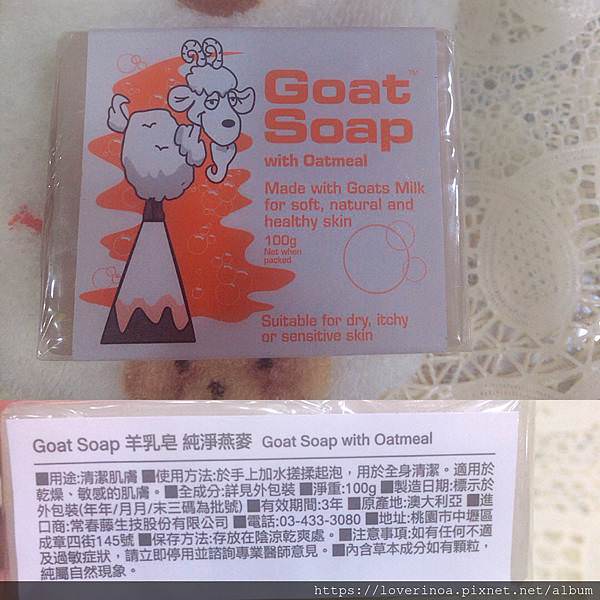 Goat™
Soap
with Oatmeal
Made with Goats Milk
for soft, natural and
healthy skin
100g
Net when
packed
Suitable for dry, itchy
or sensitive skin
Goat Soap 羊乳皂 純淨燕麥 Goat Soap with Oatmeal
■用途:清潔肌膚 ■使用方法:於手上加水搓揉起泡，用於全身清潔。適用於
乾燥、敏感的肌膚。■全成分:詳見外包裝 ■淨重:100g ■製造日期:標示於
外包裝(年年/月月/末三碼為批號) ■有效期間:3年 ■原產地:澳大利亞 ■進
口商:常春藤生技股份有限公司 ■電話:03-433-3080 ■地址:桃園市中壢區
成章四街145號 ■保存方法:存放在陰涼乾爽處。■注意事項:如有任何不適
及過敏症狀，請立即停用並諮詢專業醫師意見。■內含草本成分如有顆粒，
純屬自然現象。
https://loverinoa.pixnet.net/album